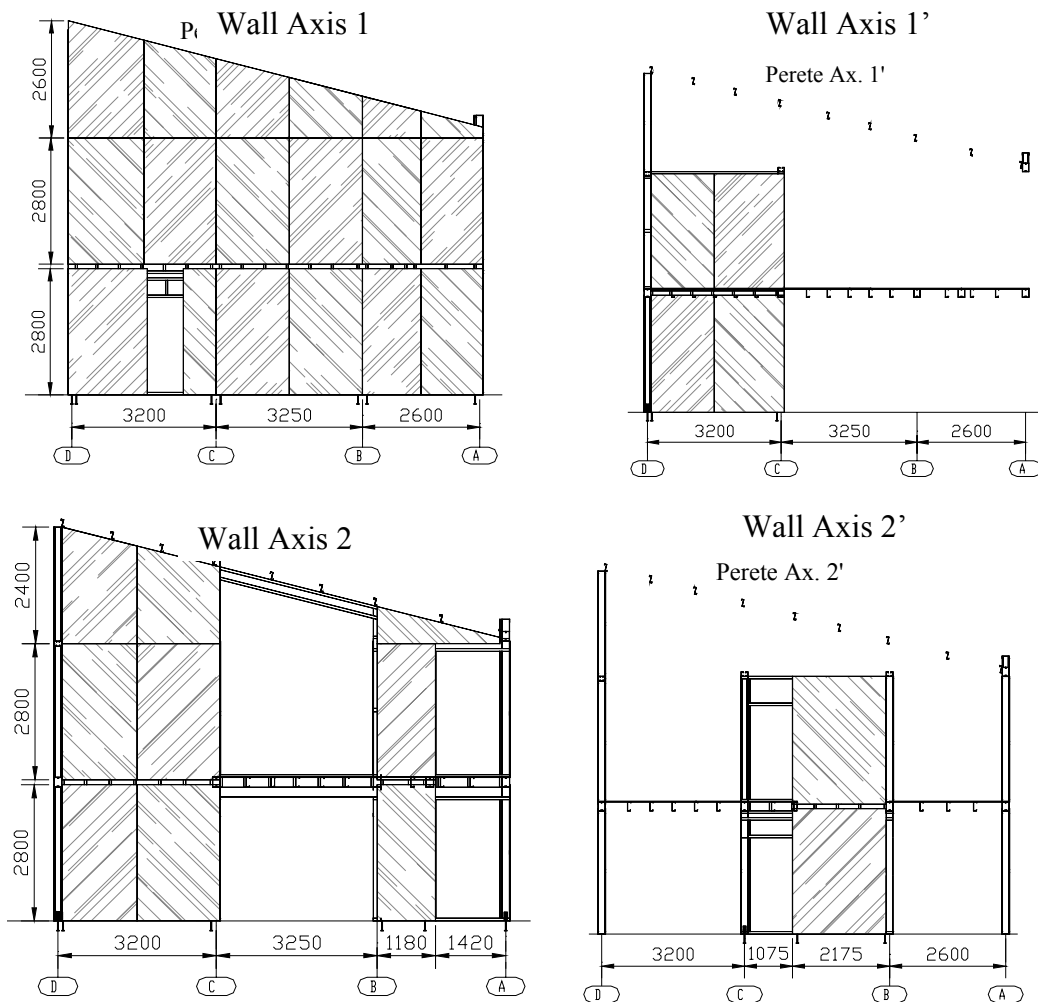 Wall Axis 1
2600
2800
2800
3200 3250 2600
D C B A
Wall Axis 1’
Perete Ax. 1'
3200 3250 2600
D C B A
Wall Axis 2
2400
2800
2800
3200 3250 1180 1420
D C B A
Wall Axis 2’
Perete Ax. 2'
3200 1075 2175 2600
D C B A